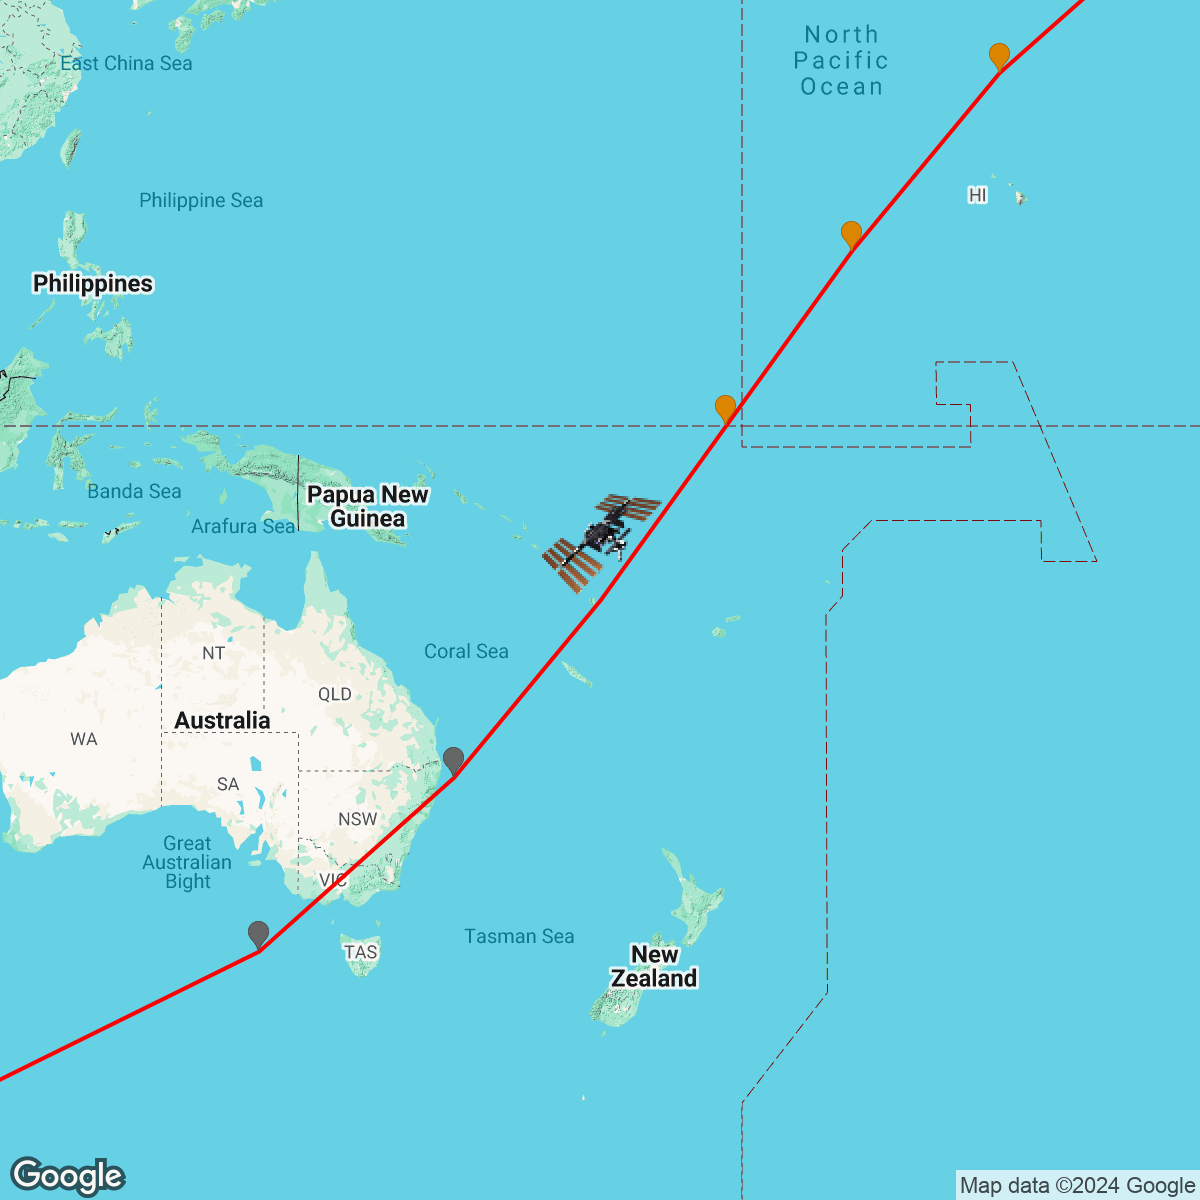 North
Pacific
Ocean
East China Sea
HI
Philippine Sea
Philippines
Banda Sea
Papua New
Guinea
Arafura Sea
Coral Sea
NT
QLD
Australia
WA
SA
NSW
Great
Australian
Bight
VIC
Tasman Sea
TAS
New
Zealand
Google
Map data ©2024 Google